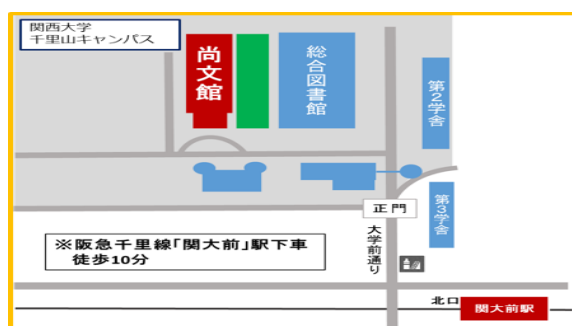 関西大学
千里山キャンパス
尚文館
総合図書館
第2学舎
第3学舎
正門
大学前通り
※阪急千里線「関大前」駅下車
徒歩10分
北口
関大前駅